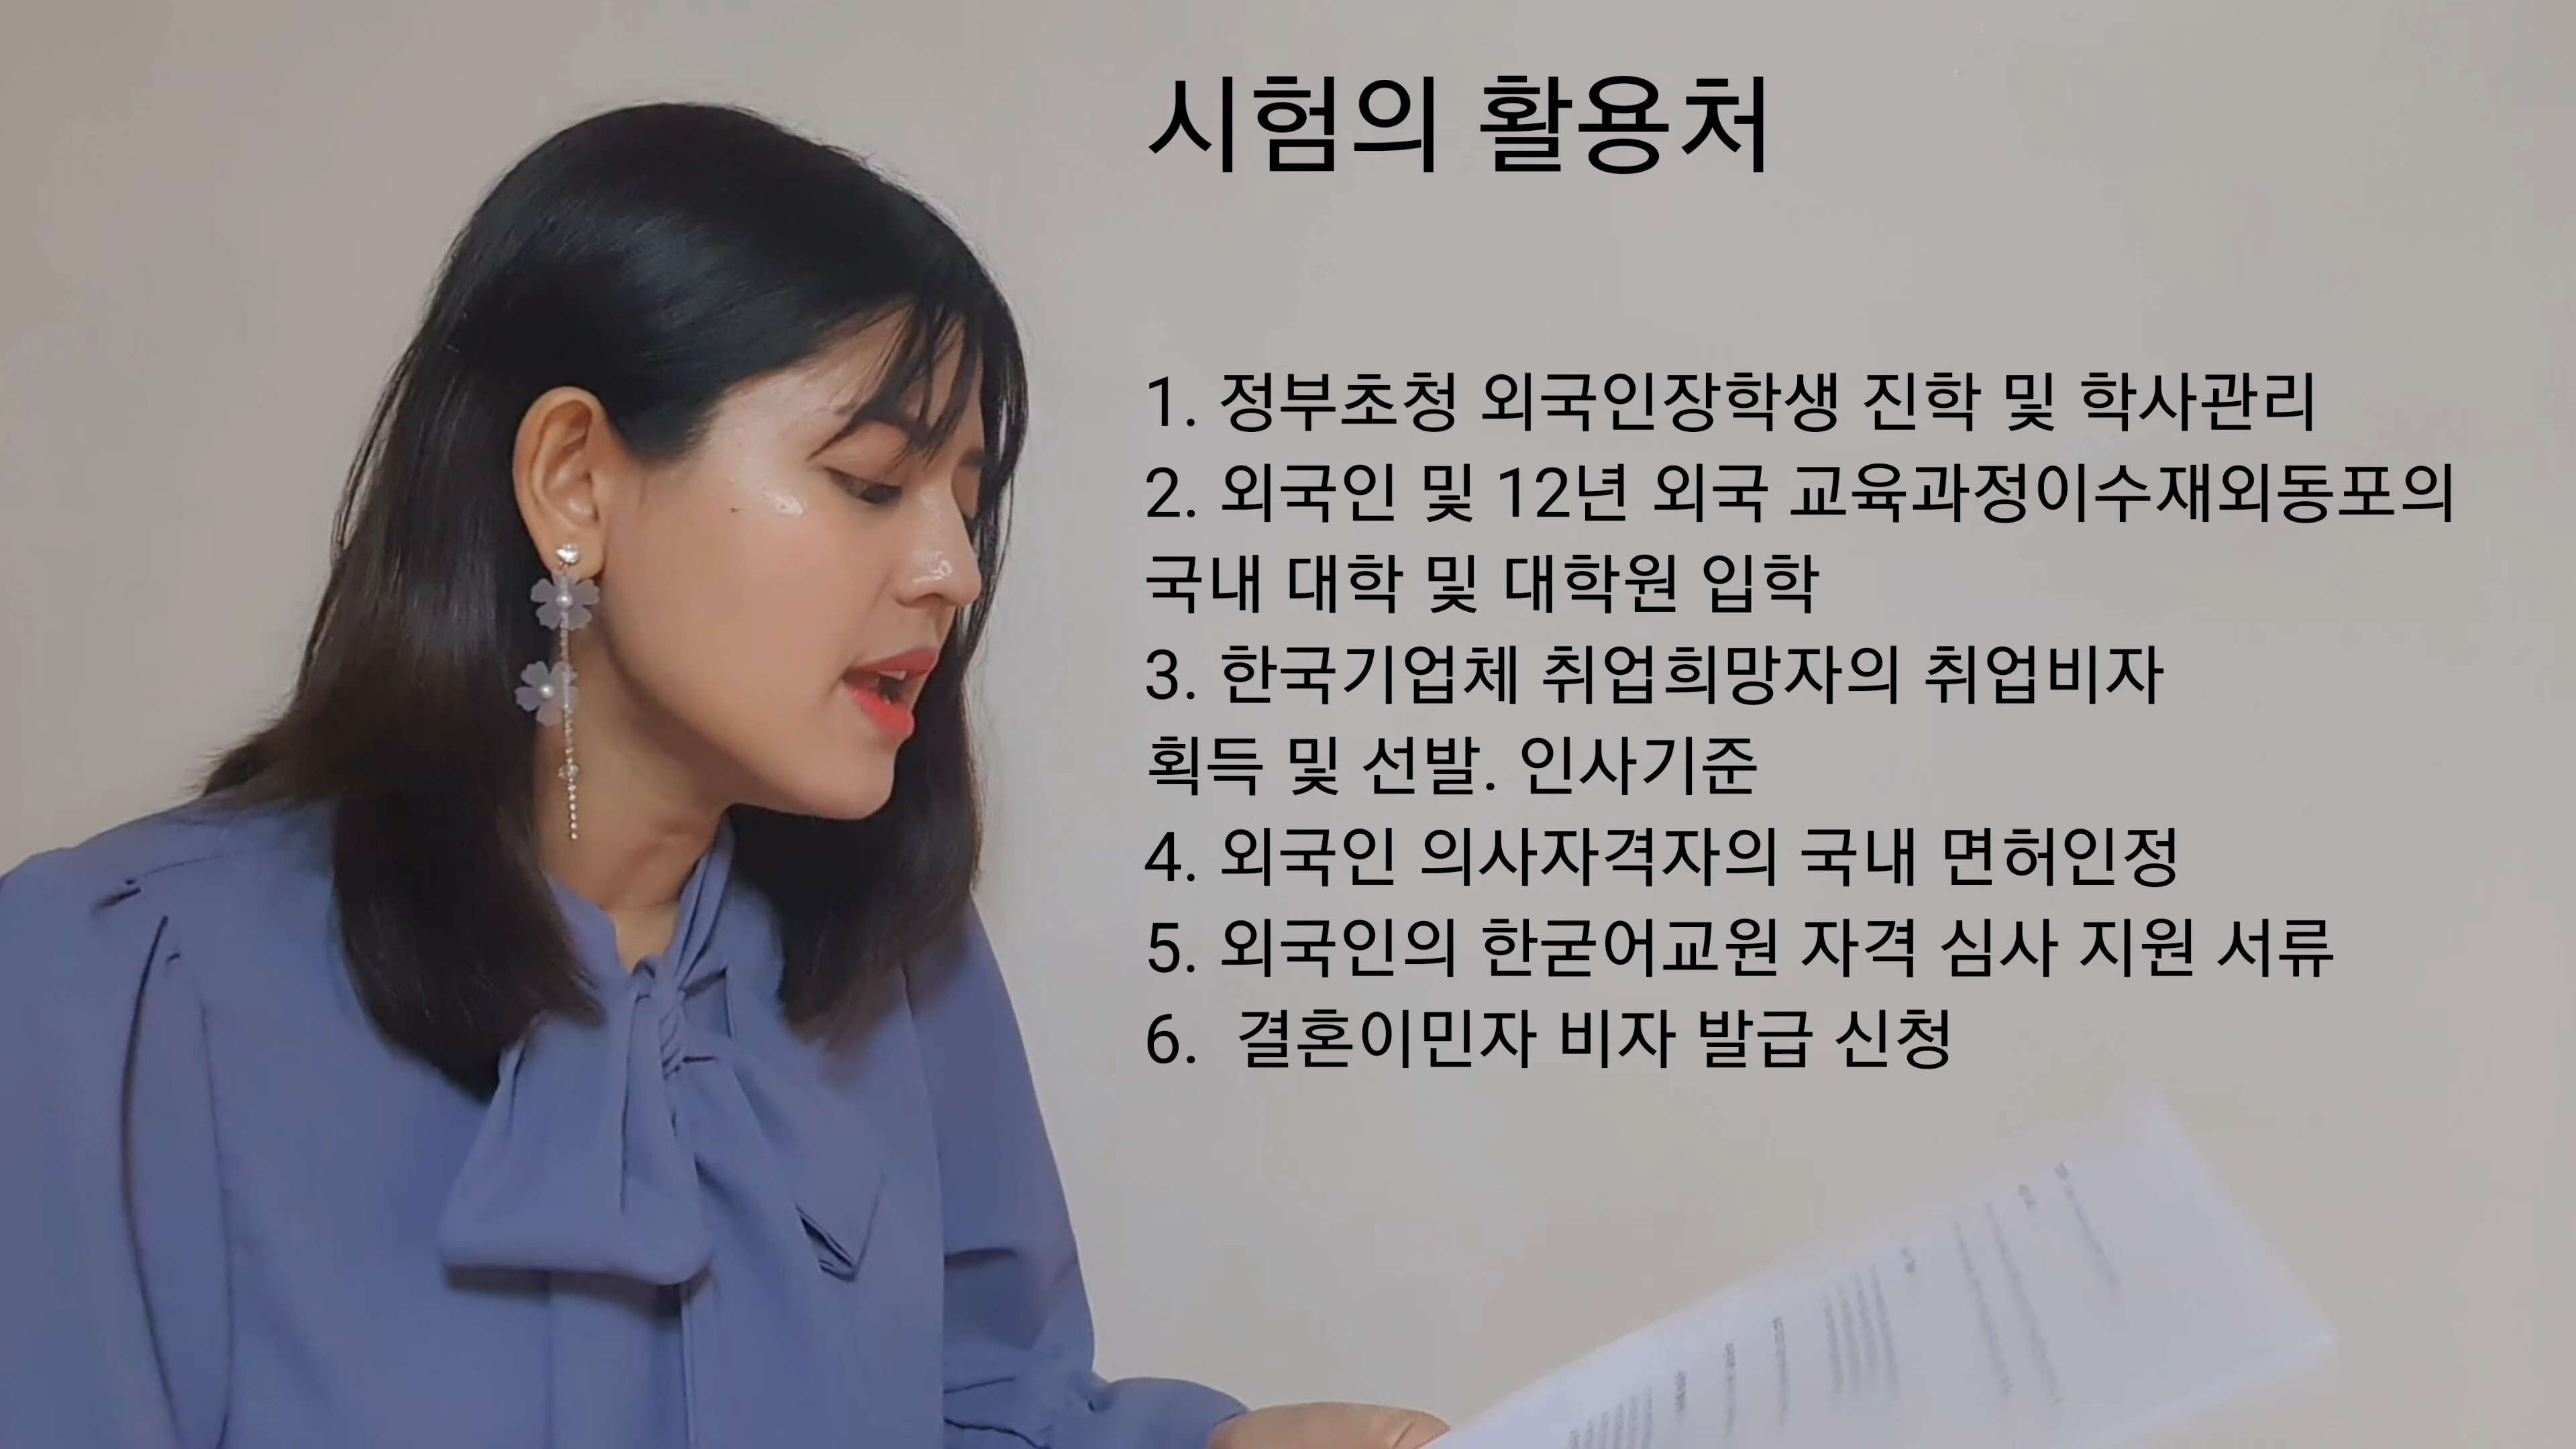 시험의 활용처
1. 정부초청 외국인장학생 진학 및 학사관리
2. 외국인 및 12년 외국 교육과정이수재외동포의
국내 대학 및 대학원 입학
3. 한국기업체 취업희망자의 취업비자
획득 및 선발. 인사기준
4. 외국인 의사자격자의 국내 면허인정
5. 외국인의 한굳어교원 자격 심사 지원 서류
6. 결혼이민자 비자 발급 신청